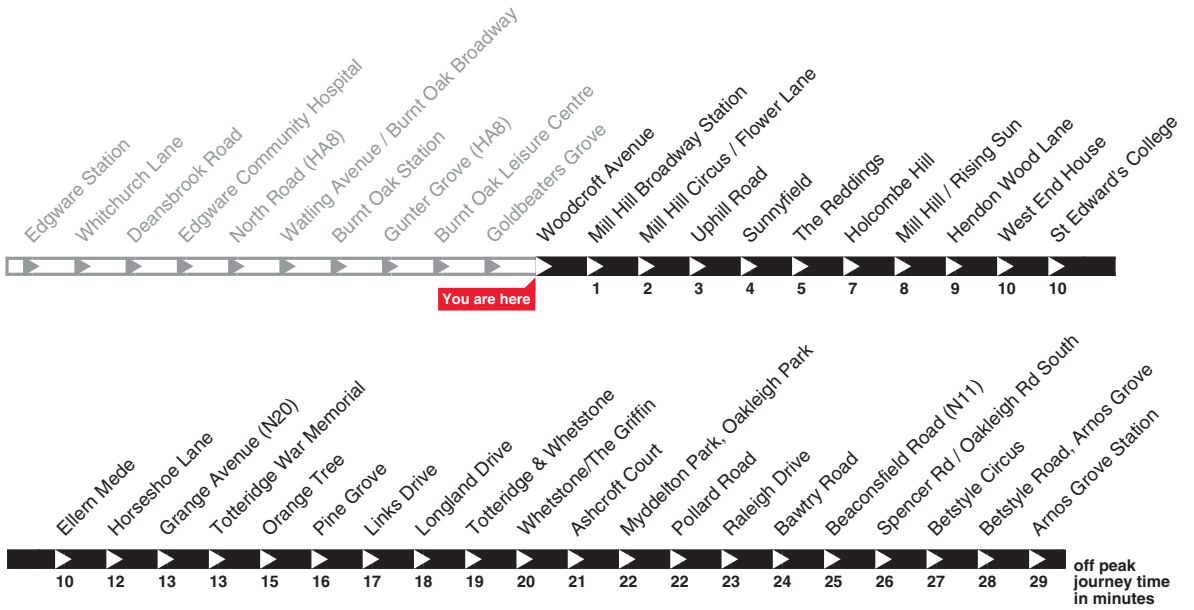 Edgware Station
Whitchurch Lane
Deansbrook Road
Edgware Community Hospital
North Road (HA8)
Watling Avenue / Burnt Oak Broadway
Burnt Oak Station
Gunter Grove (HA8)
Burnt Oak Leisure Centre
Goldbeaters Grove
Woodcroft Avenue
Mill Hill Broadway Station
Mill Hill Circus / Flower Lane
Uphill Road
Sunnyfield
The Reddings
Holcombe Hill
Mill Hill / Rising Sun
Hendon Wood Lane
West End House
St Edward's College
You are here
1 2 3 4 5 7 8 9 10 10
Ellern Mede
Horseshoe Lane
Grange Avenue (N20)
Totteridge War Memorial
Orange Tree
Pine Grove
Links Drive
Longland Drive
Totteridge & Whetstone
Whetstone/The Griffin
Ashcroft Court
Myddelton Park, Oakleigh Park
Pollard Road
Raleigh Drive
Bawtry Road
Beaconsfield Road (N11)
Spencer Rd / Oakleigh Rd South
Betstyle Circus
Betstyle Road, Arnos Grove
Arnos Grove Station
10 12 13 13 15 16 17 18 19 20 21 22 22 23 24 25 26 27 28 29
off peak
journey time
in minutes